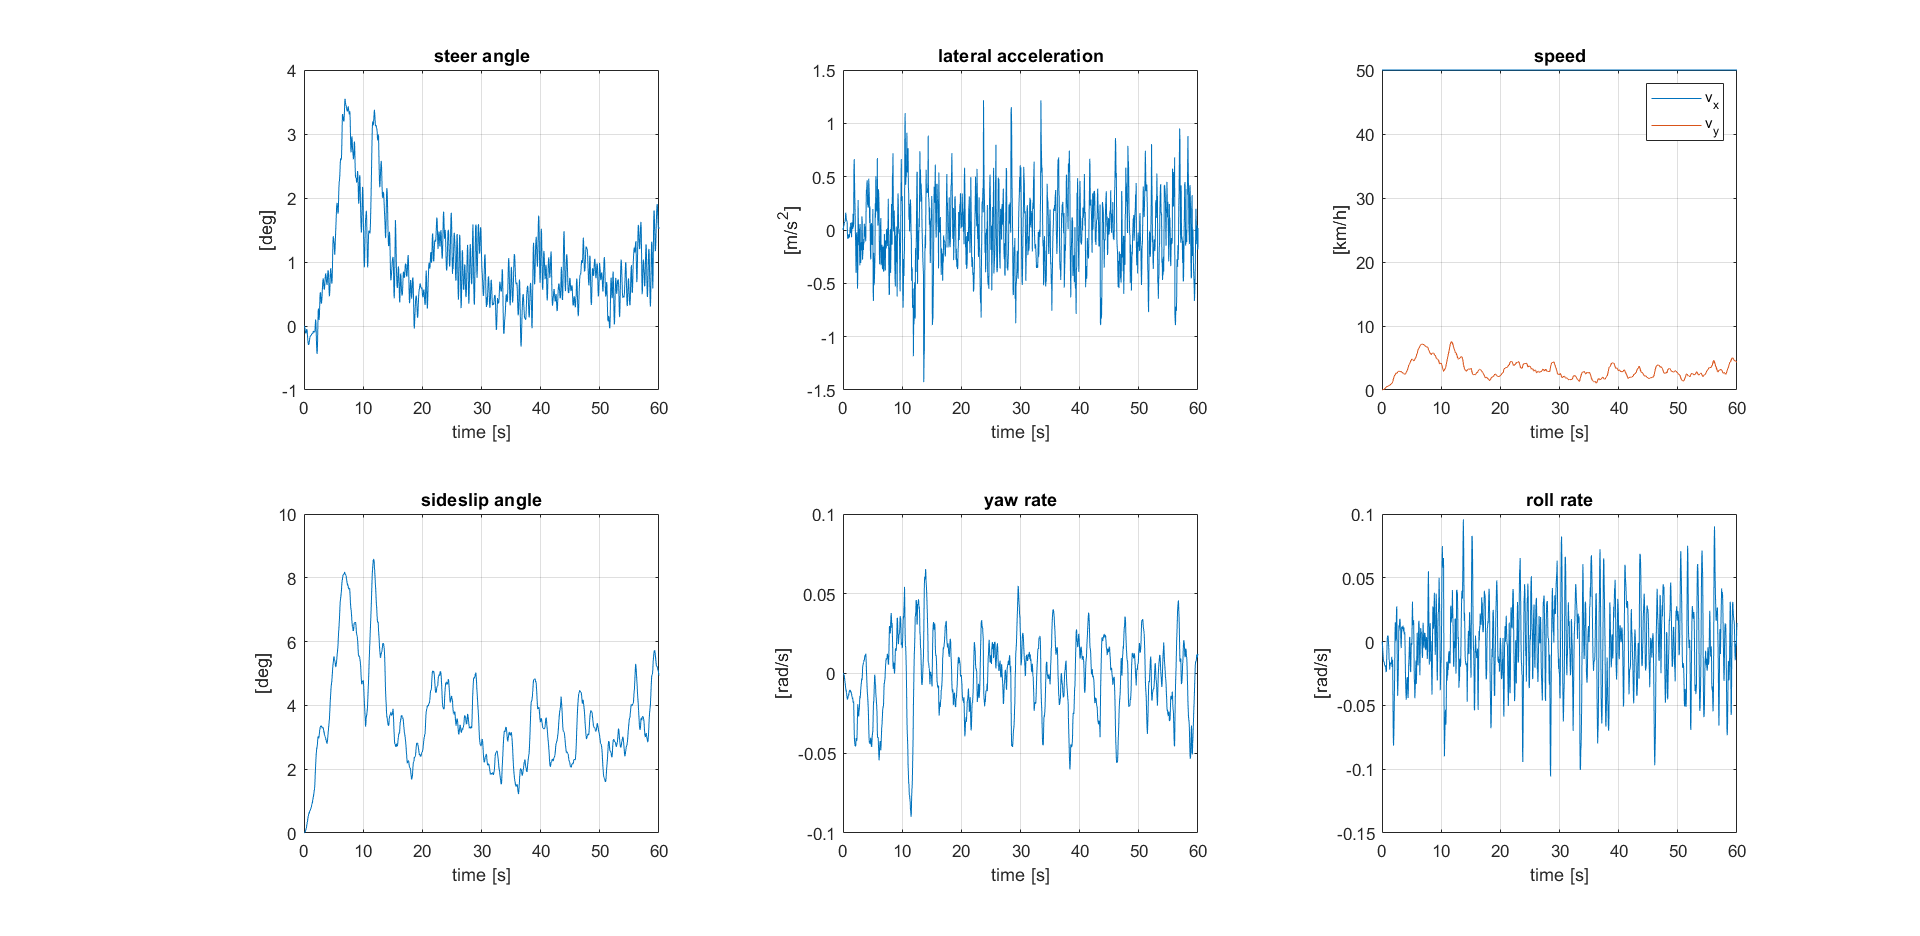 steer angle
4
3
2
1
0
-1
[deg]
0 10 20 30 40 50 60
time [s]
lateral acceleration
1.5
1
0.5
0
-0.5
-1
-1.5
[m/s²]
0 10 20 30 40 50 60
time [s]
speed
50
40
30
20
10
0
[km/h]
v_x
v_y
0 10 20 30 40 50 60
time [s]
sideslip angle
10
8
6
4
2
0
[deg]
0 10 20 30 40 50 60
time [s]
yaw rate
0.1
0.05
0
-0.05
-0.1
[rad/s]
0 10 20 30 40 50 60
time [s]
roll rate
0.1
0.05
0
-0.05
-0.1
-0.15
[rad/s]
0 10 20 30 40 50 60
time [s]